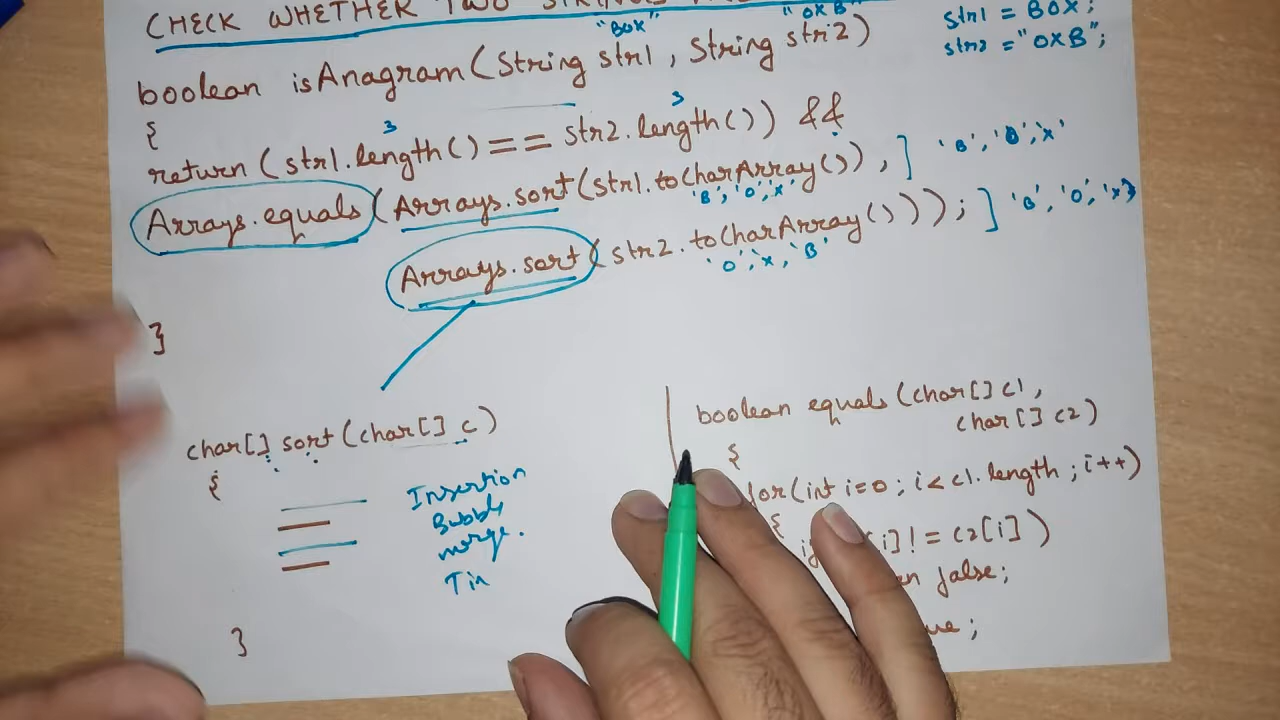 CHECK WHETHER TWO STRINGS
"BOX" "OXB"
str1 = BOX;
str2 = "OXB";
boolean isAnagram(String str1, String str2)
{
3 3
return (str1.length() == str2.length()) &&
Arrays.equals(Arrays.sort(str1.toCharArray()), ] 'B','O','X'
'B','O','X'
Arrays.sort(str2.toCharArray())); ] 'B','O','X'
'O','X','B'
}
char[] sort(char[] c)
{
Insertion
Bubble
merge.
Tim
}
boolean equals(char[] c1,
char[] c2)
{
for(int i=0; i<c1.length; i++)
{
[i] != c2[i])
false;
;